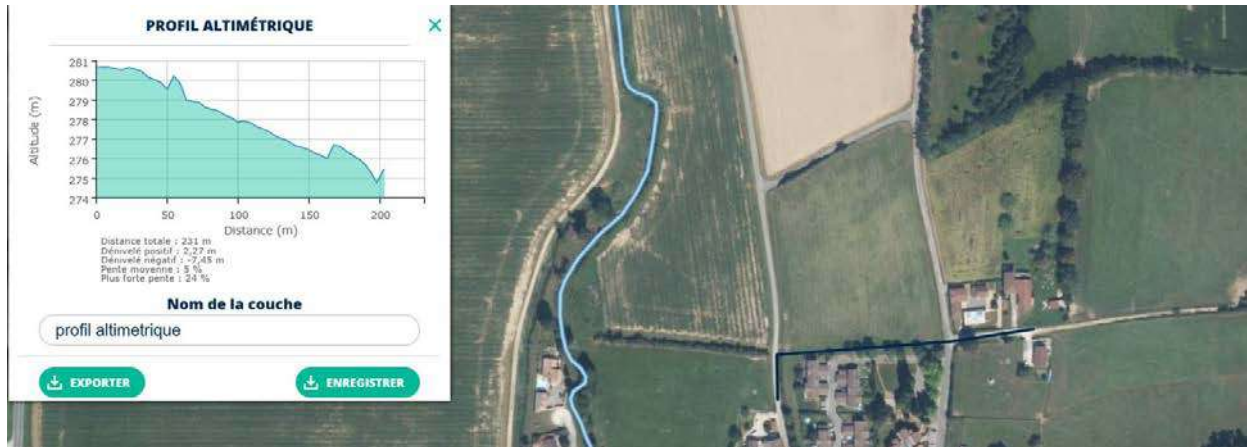 PROFIL ALTIMÉTRIQUE
281
280
279
278
277
276
275
274
Altitude (m)
0 50 100 150 200
Distance (m)
Distance totale : 231 m
Dénivelé positif : 2,27 m
Dénivelé négatif : -7,45 m
Pente moyenne : 5 %
Plus forte pente : 24 %
Nom de la couche
profil altimetrique
EXPORTER ENREGISTRER